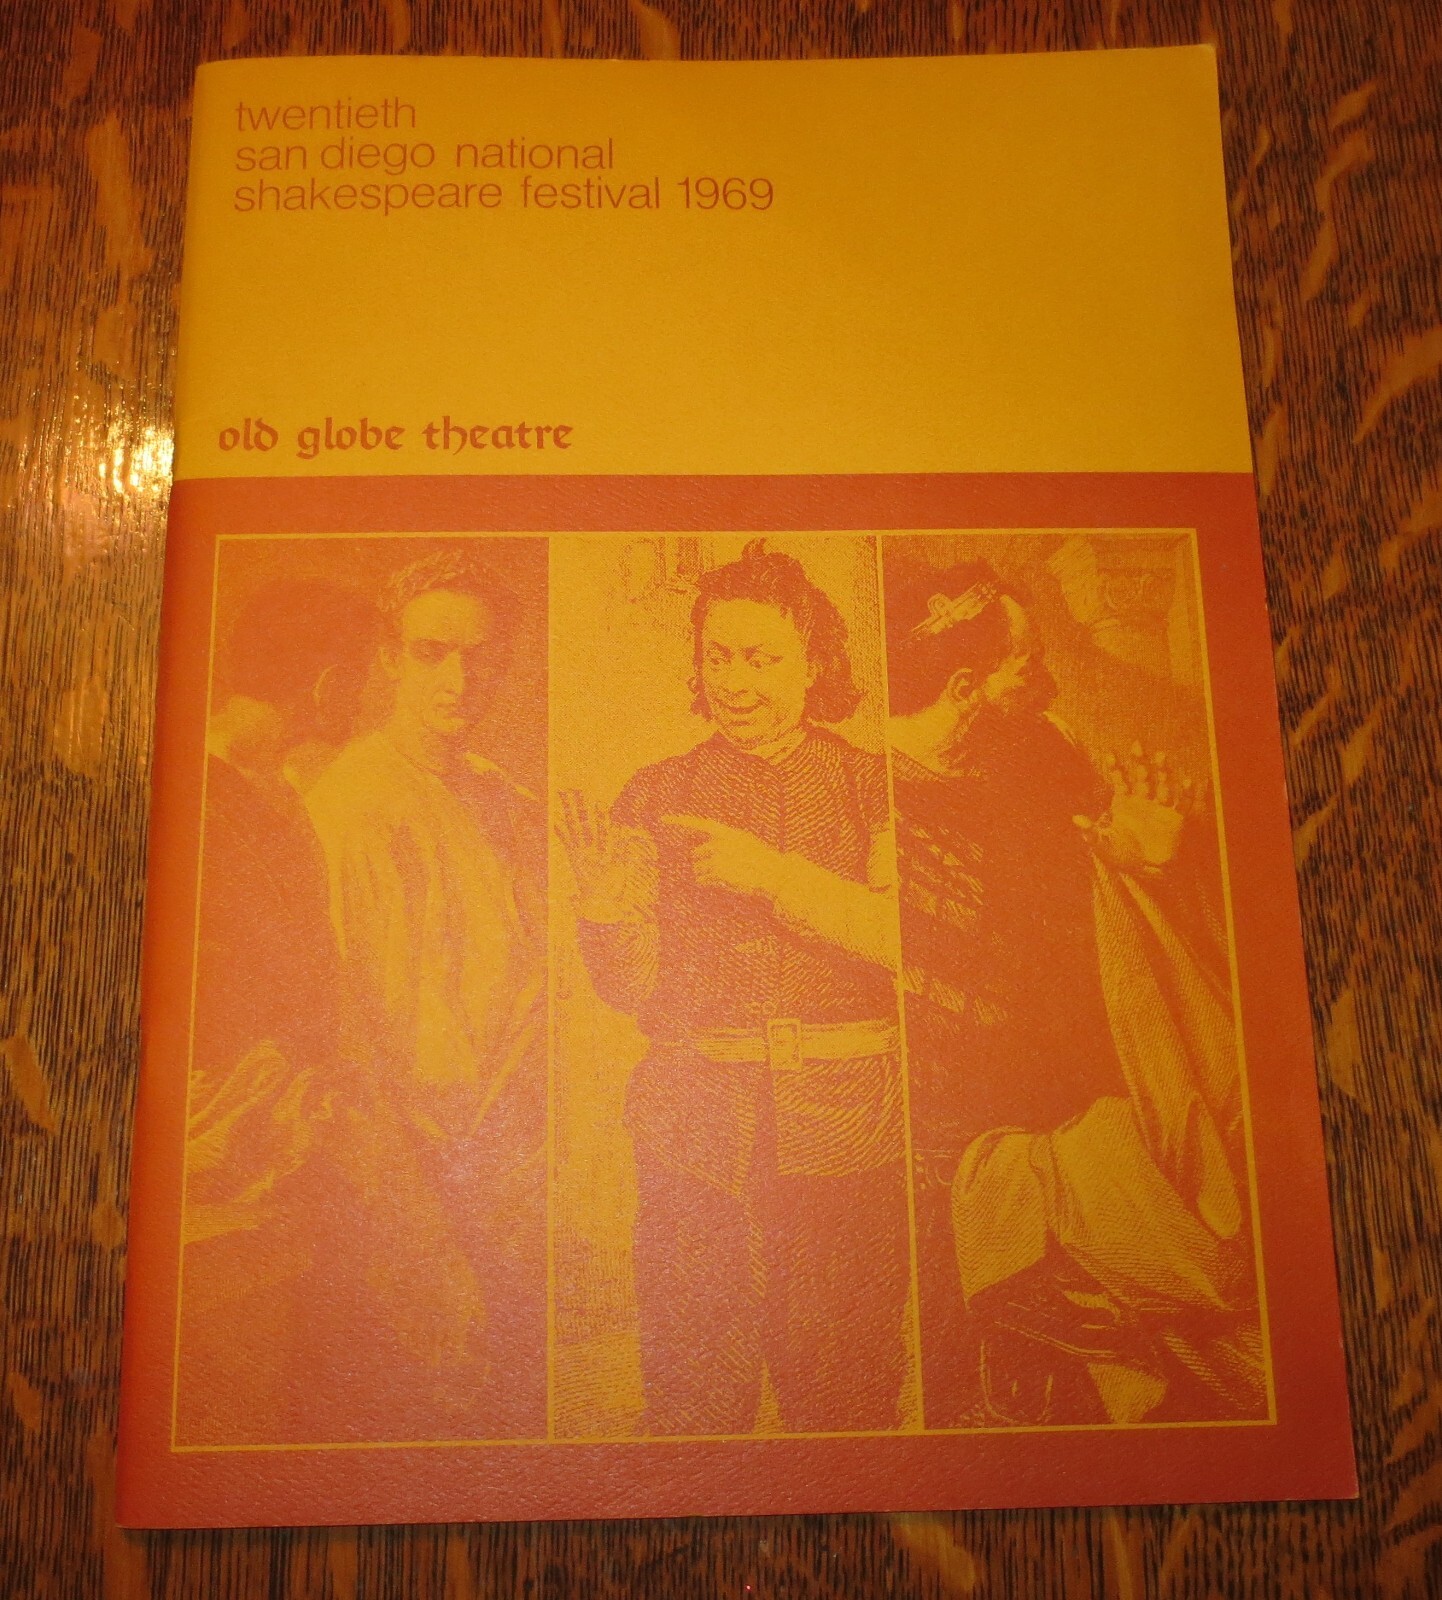 twentieth
san diego national
shakespeare festival 1969
old globe theatre